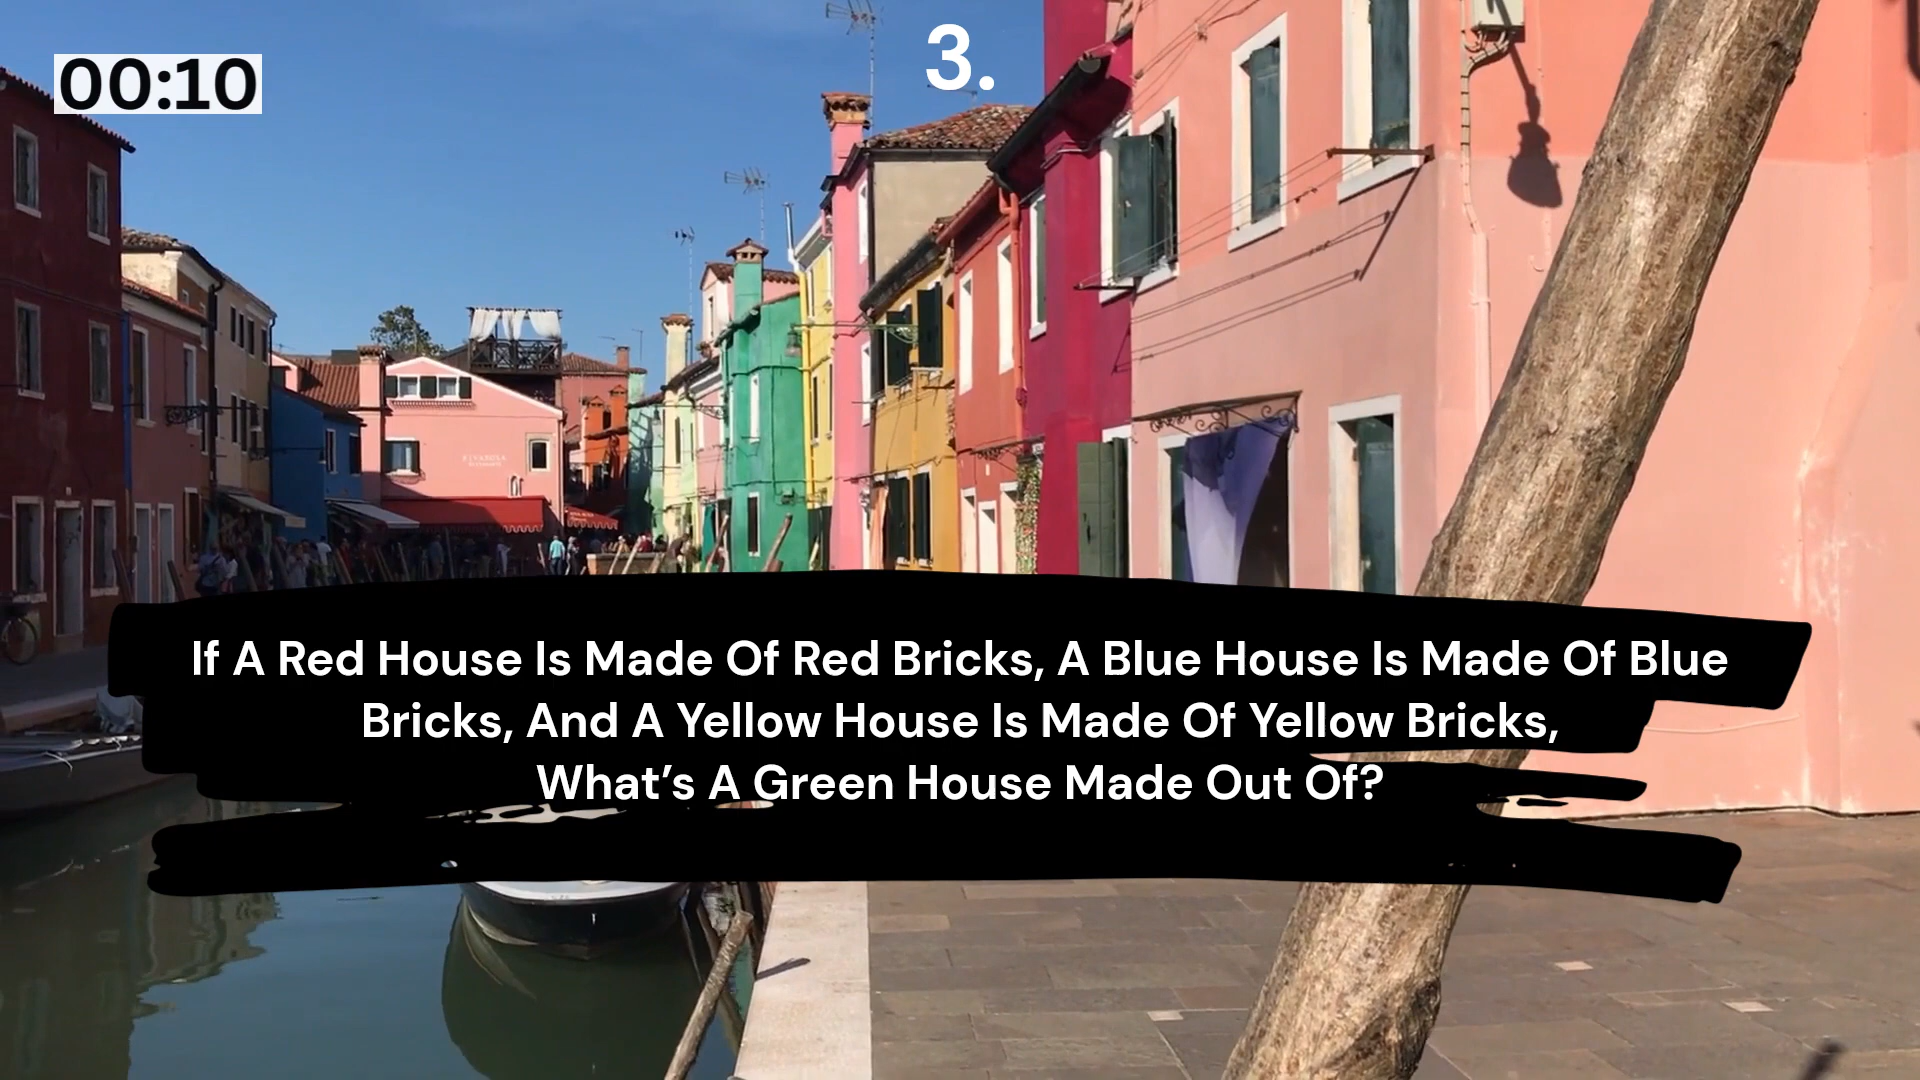 00:10
3.
If A Red House Is Made Of Red Bricks, A Blue House Is Made Of Blue
Bricks, And A Yellow House Is Made Of Yellow Bricks,
What's A Green House Made Out Of?